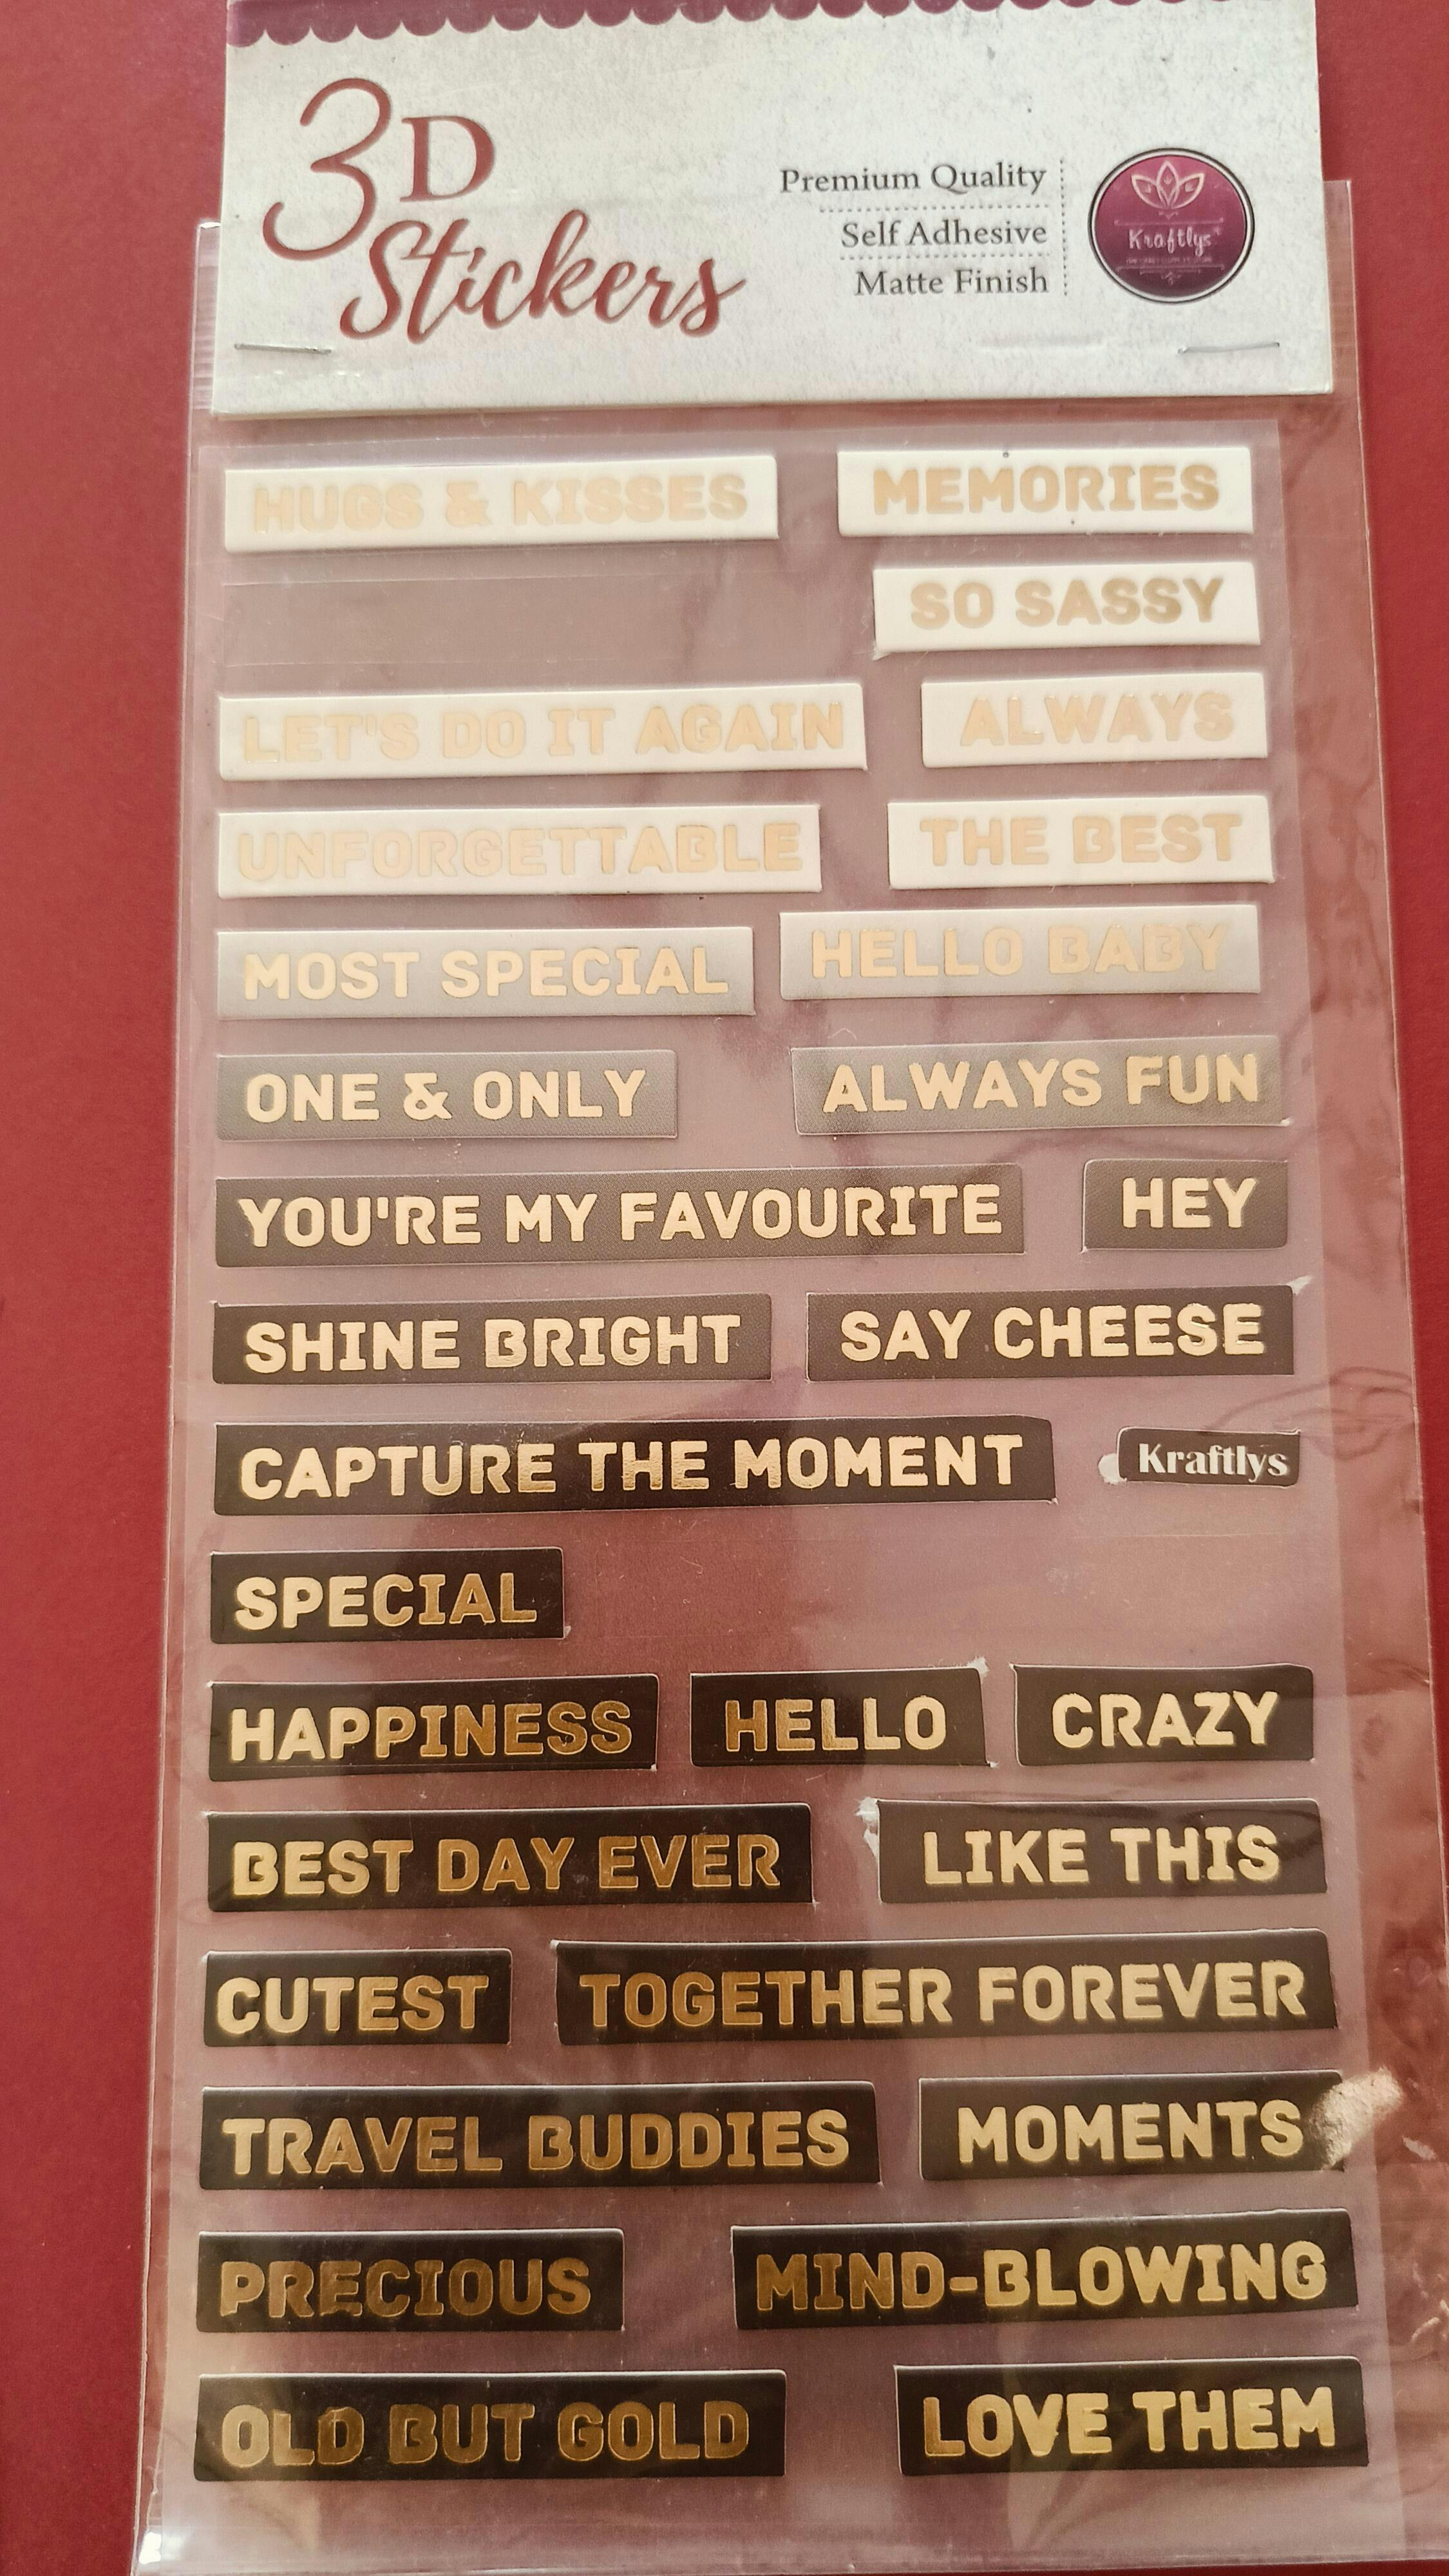 3D
Stickers
Premium Quality
Self Adhesive
Matte Finish
Kraftlys
HUGS & KISSES
MEMORIES
SO SASSY
LET'S DO IT AGAIN
ALWAYS
UNFORGETTABLE
THE BEST
MOST SPECIAL
HELLO BABY
ONE & ONLY
ALWAYS FUN
YOU'RE MY FAVOURITE
HEY
SHINE BRIGHT
SAY CHEESE
CAPTURE THE MOMENT
Kraftlys
SPECIAL
HAPPINESS
HELLO
CRAZY
BEST DAY EVER
LIKE THIS
CUTEST
TOGETHER FOREVER
TRAVEL BUDDIES
MOMENTS
PRECIOUS
MIND-BLOWING
OLD BUT GOLD
LOVE THEM